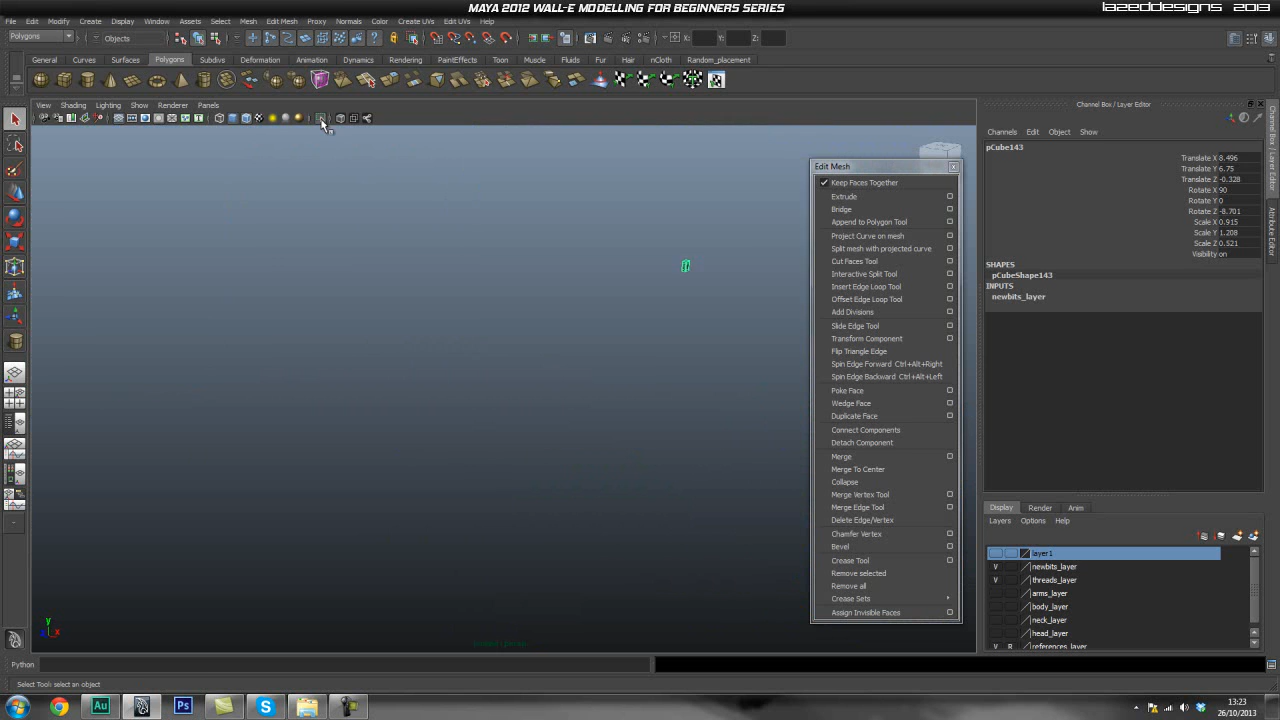 MAYA 2012 WALL-E MODELLING FOR BEGINNERS SERIES
LAZEDDESIGNS 2013
File Edit Modify Create Display Window Assets Select Mesh Edit Mesh Proxy Normals Color Create UVs Edit UVs Help
Polygons Objects X: Y: Z:
General Curves Surfaces Polygons Subdivs Deformation Animation Dynamics Rendering PaintEffects Toon Muscle Fluids Fur Hair nCloth Random_placement
View Shading Lighting Show Renderer Panels
Edit Mesh
Keep Faces Together
Extrude
Bridge
Append to Polygon Tool
Project Curve on mesh
Split mesh with projected curve
Cut Faces Tool
Interactive Split Tool
Insert Edge Loop Tool
Offset Edge Loop Tool
Add Divisions
Slide Edge Tool
Transform Component
Flip Triangle Edge
Spin Edge Forward Ctrl+Alt+Right
Spin Edge Backward Ctrl+Alt+Left
Poke Face
Wedge Face
Duplicate Face
Connect Components
Detach Component
Merge
Merge To Center
Collapse
Merge Vertex Tool
Merge Edge Tool
Delete Edge/Vertex
Chamfer Vertex
Bevel
Crease Tool
Remove selected
Remove all
Crease Sets
Assign Invisible Faces
Channel Box / Layer Editor
Channels Edit Object Show
pCube143
Translate X 8.496
Translate Y 6.75
Translate Z -0.328
Rotate X 90
Rotate Y 0
Rotate Z -8.701
Scale X 0.915
Scale Y 1.208
Scale Z 0.521
Visibility on
SHAPES
pCubeShape143
INPUTS
newbits_layer
Channel Box / Layer Editor
Attribute Editor
Display Render Anim
Layers Options Help
layer1
V newbits_layer
V threads_layer
arms_layer
body_layer
neck_layer
head_layer
V R references_layer
y
z x
Python
Select Tool: select an object
Au Ps S
13:23
26/10/2013